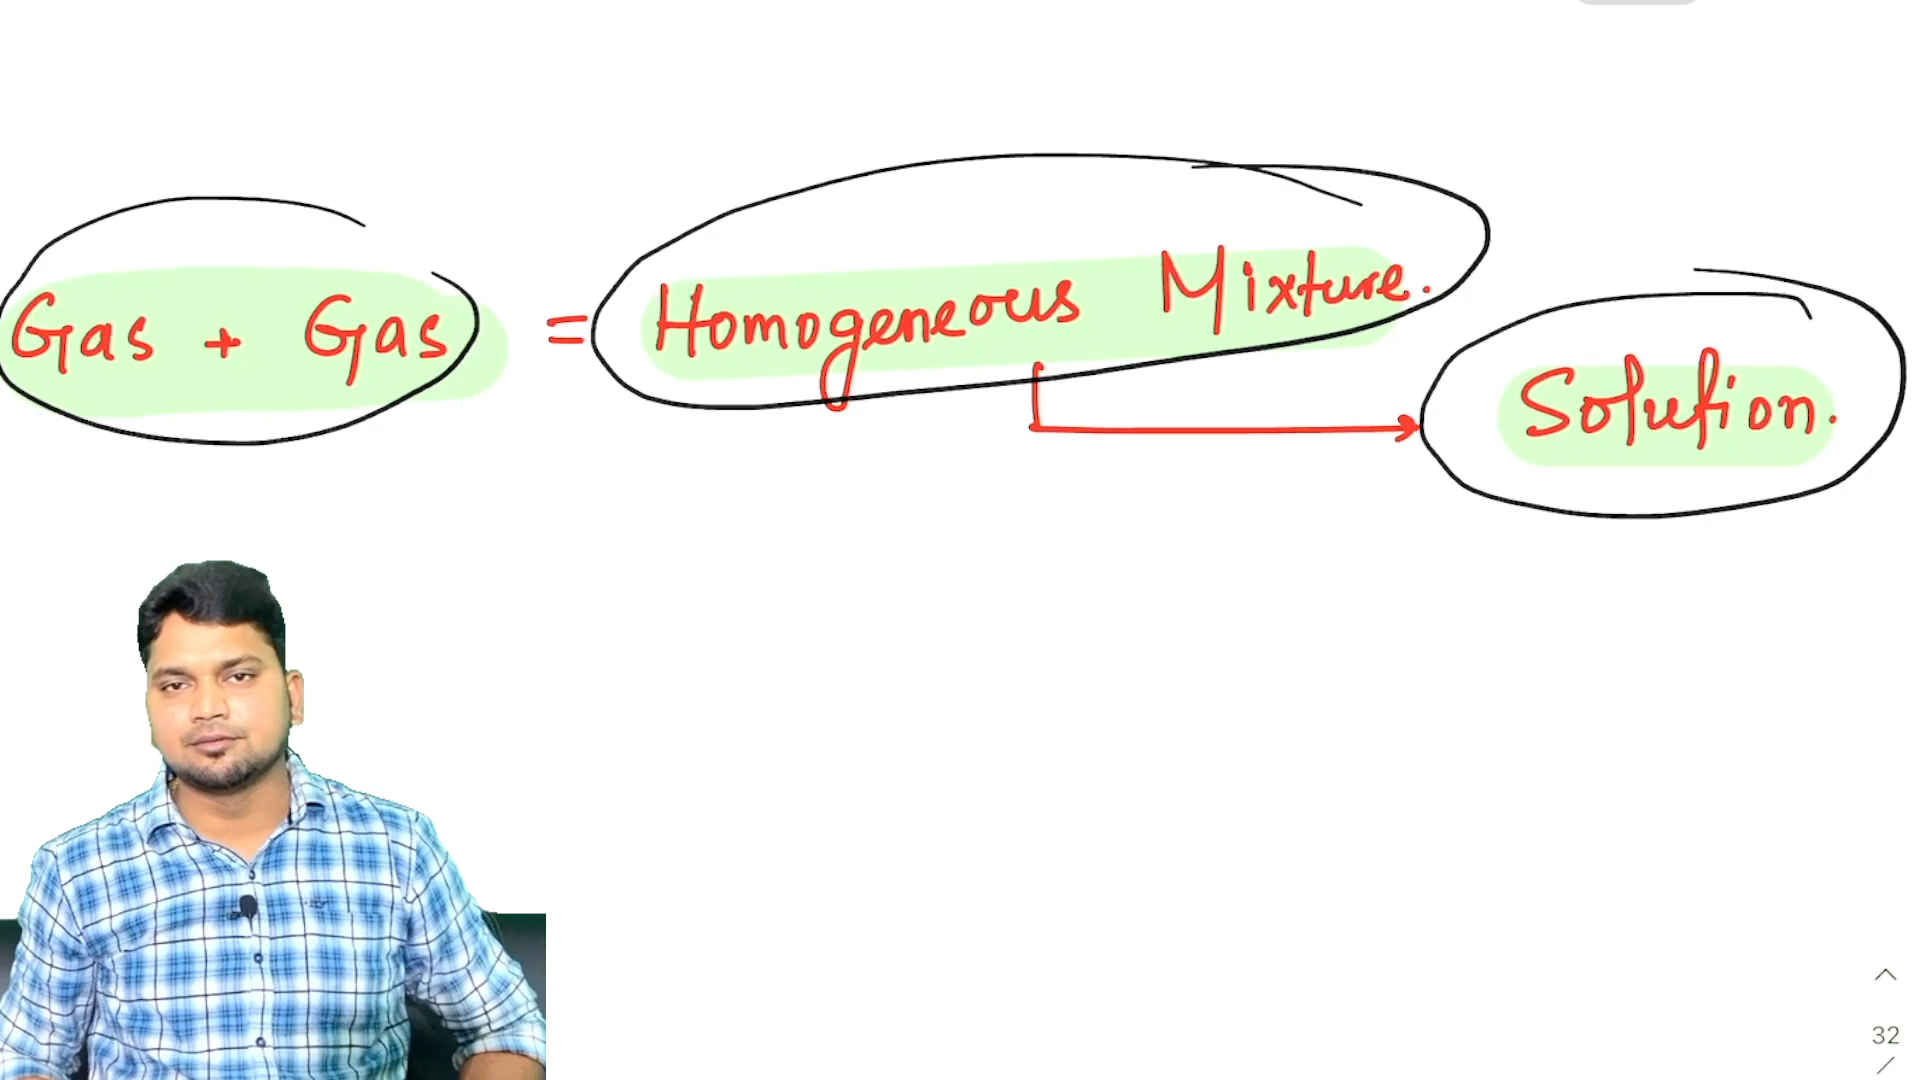 Gas + Gas = Homogeneous Mixture.
Solution.
32